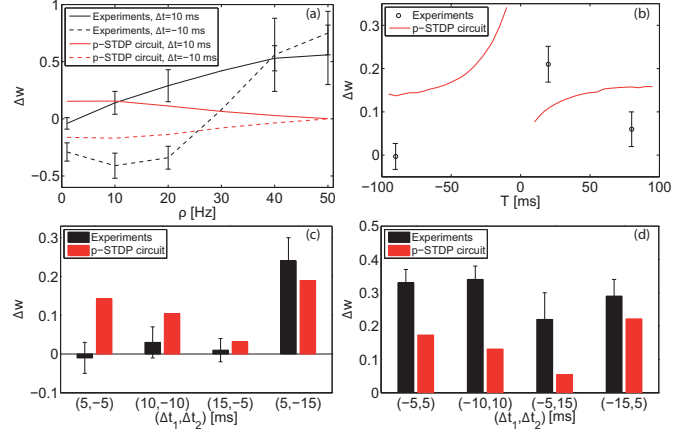 (a)
Experiments, Δt=10 ms
Experiments, Δt=−10 ms
p−STDP circuit, Δt=10 ms
p−STDP circuit, Δt=−10 ms
1
0.5
0
−0.5
Δw
0 10 20 30 40 50
ρ [Hz]
(b)
Experiments
p−STDP circuit
0.4
0.3
0.2
0.1
0
Δw
−100 −50 0 50 100
T [ms]
(c)
Experiments
p−STDP circuit
0.3
0.2
0.1
0
−0.1
Δw
(5,−5) (10,−10) (15,−5) (5,−15)
(Δt1,Δt2) [ms]
(d)
Experiments
p−STDP circuit
0.5
0.4
0.3
0.2
0.1
0
Δw
(−5,5) (−10,10) (−5,15) (−15,5)
(Δt1,Δt2) [ms]